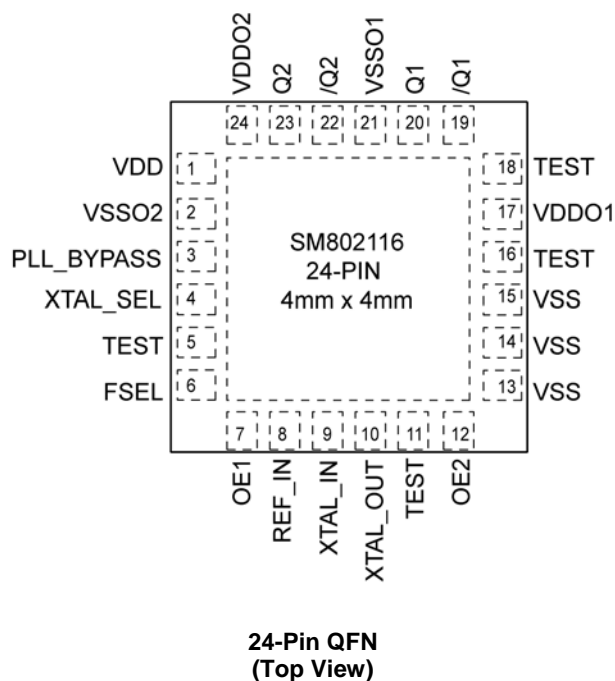 VDDO2
Q2
/Q2
VSSO1
Q1
/Q1
24
23
22
21
20
19
VDD 1
VSSO2 2
PLL_BYPASS 3
XTAL_SEL 4
TEST 5
FSEL 6
SM802116
24-PIN
4mm x 4mm
18 TEST
17 VDDO1
16 TEST
15 VSS
14 VSS
13 VSS
7
8
9
10
11
12
OE1
REF_IN
XTAL_IN
XTAL_OUT
TEST
OE2
24-Pin QFN
(Top View)